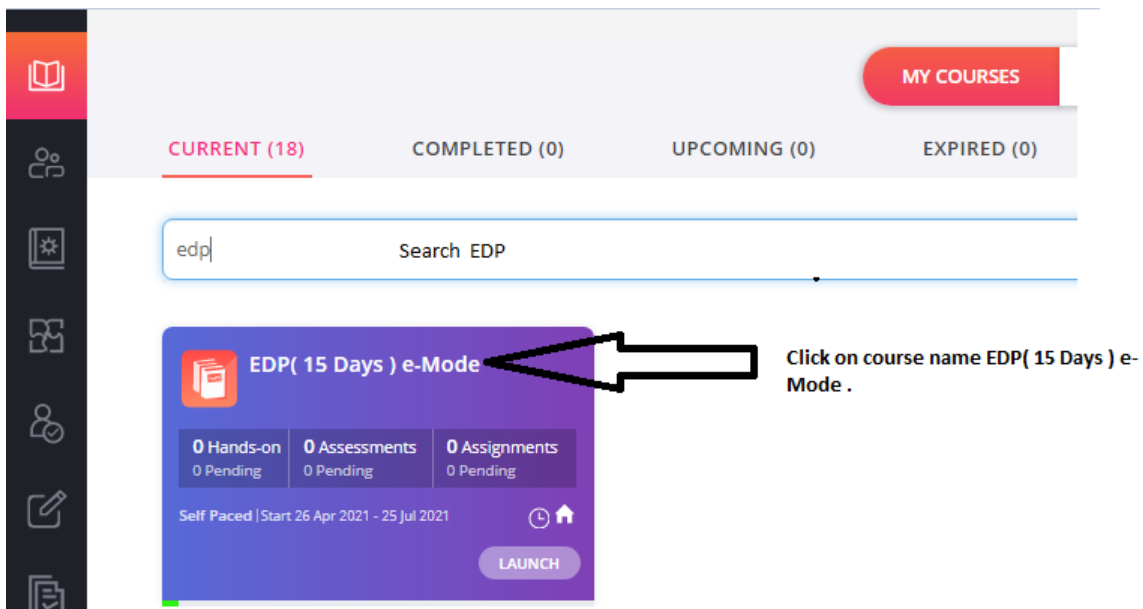 MY COURSES
CURRENT (18) COMPLETED (0) UPCOMING (0) EXPIRED (0)
edp Search EDP
EDP( 15 Days ) e-Mode
Click on course name EDP( 15 Days ) e-
Mode .
0 Hands-on 0 Assessments 0 Assignments
0 Pending 0 Pending 0 Pending
Self Paced | Start 26 Apr 2021 - 25 Jul 2021
LAUNCH